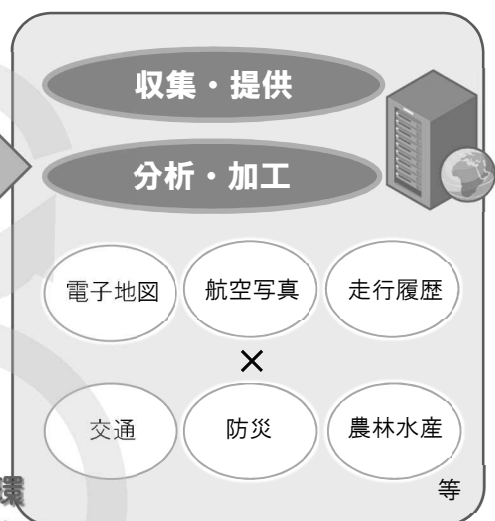 収集・提供
分析・加工
電子地図 航空写真 走行履歴
×
交通 防災 農林水産
等
環